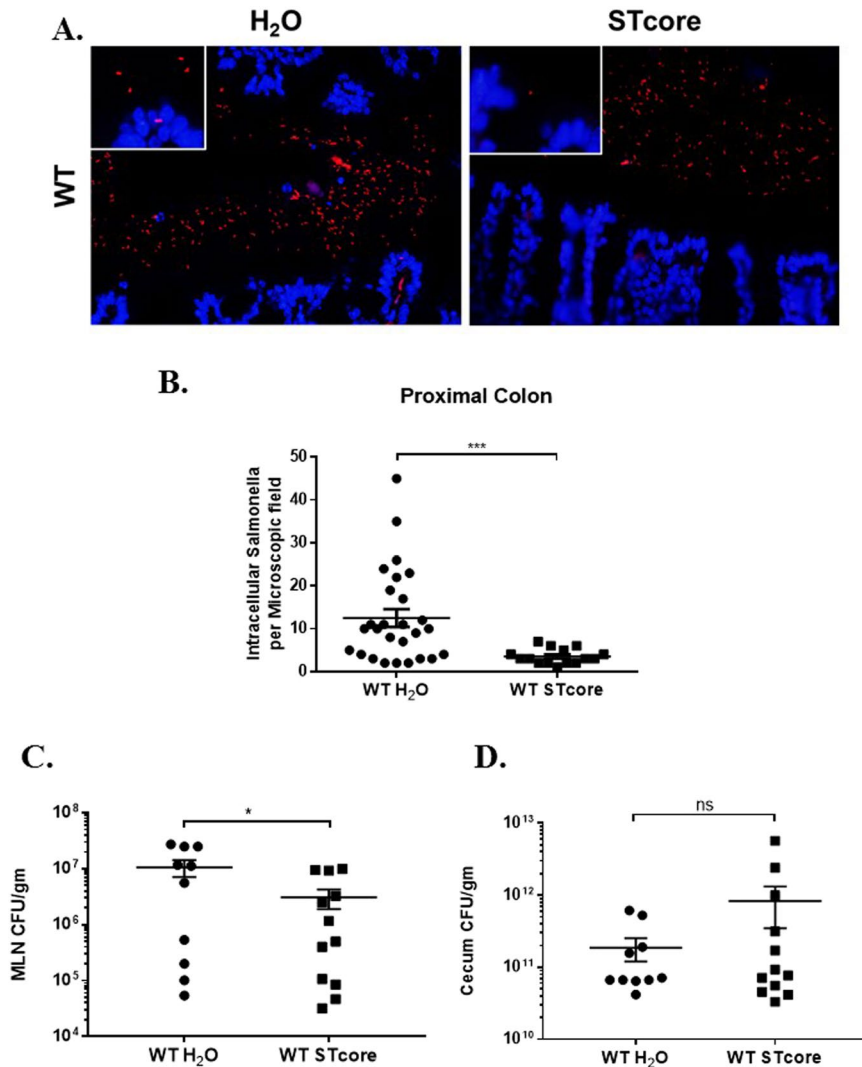 A.
H₂O
STcore
WT
B.
Proximal Colon
Intracellular Salmonella
per Microscopic field
50
40
30
20
10
0
***
WT H₂O
WT STcore
C.
MLN CFU/gm
10⁸
10⁷
10⁶
10⁵
10⁴
*
WT H₂O
WT STcore
D.
Cecum CFU/gm
10¹³
10¹²
10¹¹
10¹⁰
ns
WT H₂O
WT STcore